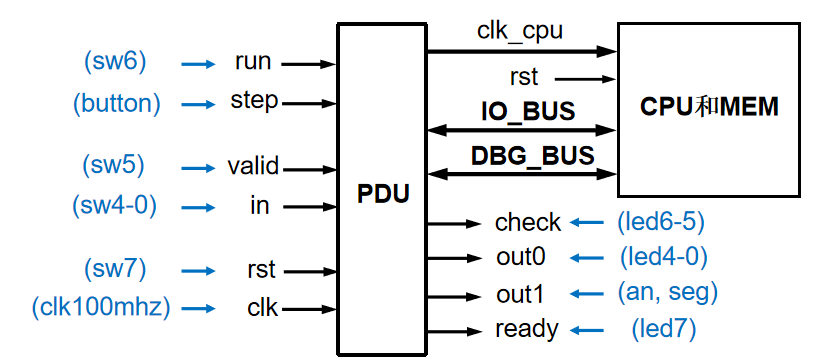 (sw6) run
(button) step
(sw5) valid
(sw4-0) in
(sw7) rst
(clk100mhz) clk
PDU
clk_cpu
rst
IO_BUS
DBG_BUS
CPU和MEM
check (led6-5)
out0 (led4-0)
out1 (an, seg)
ready (led7)